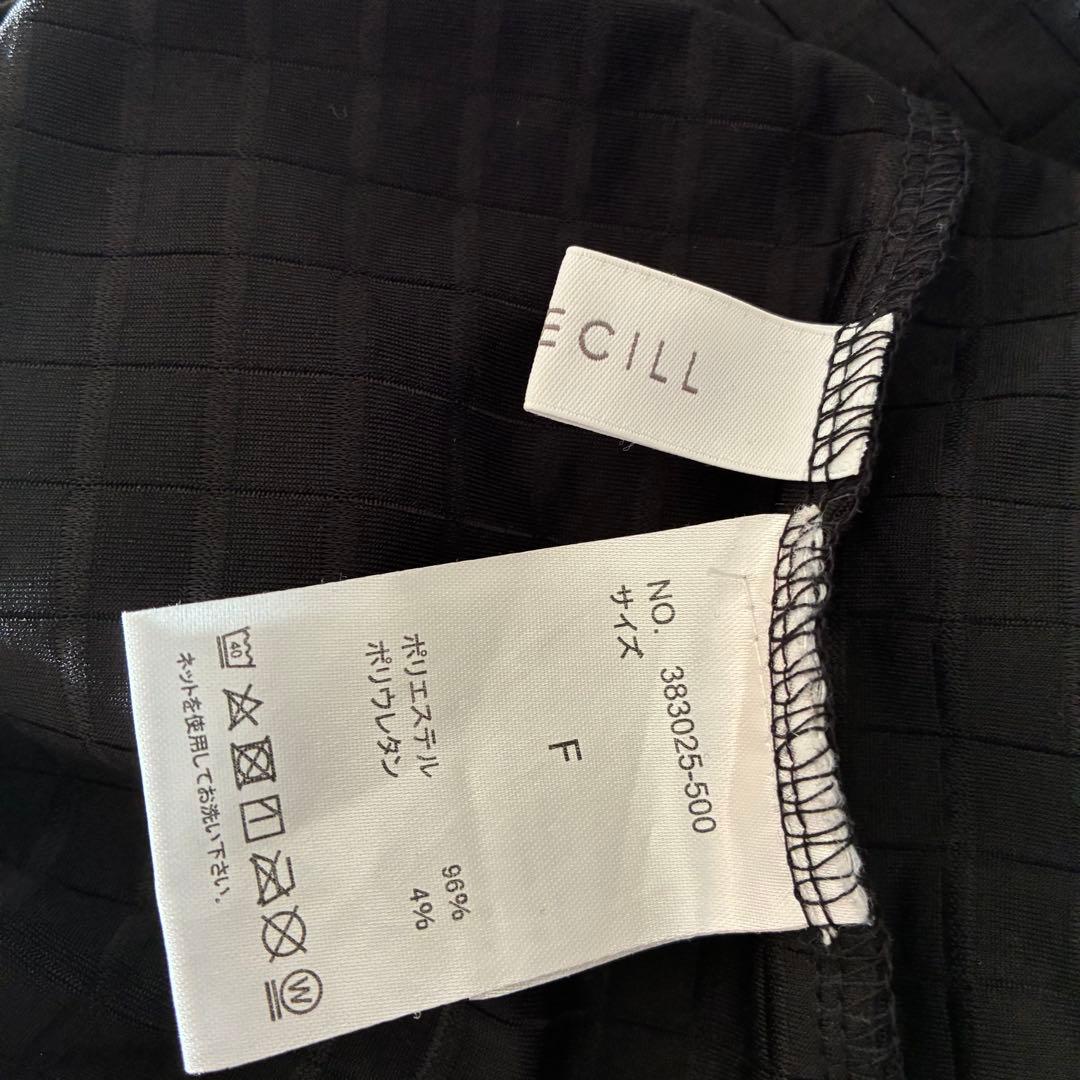 ECILL
NO. 383025-500
サイズ
F
ポリエステル 96%
ポリウレタン 4%
40
W
ネットを使用してお洗い下さい。